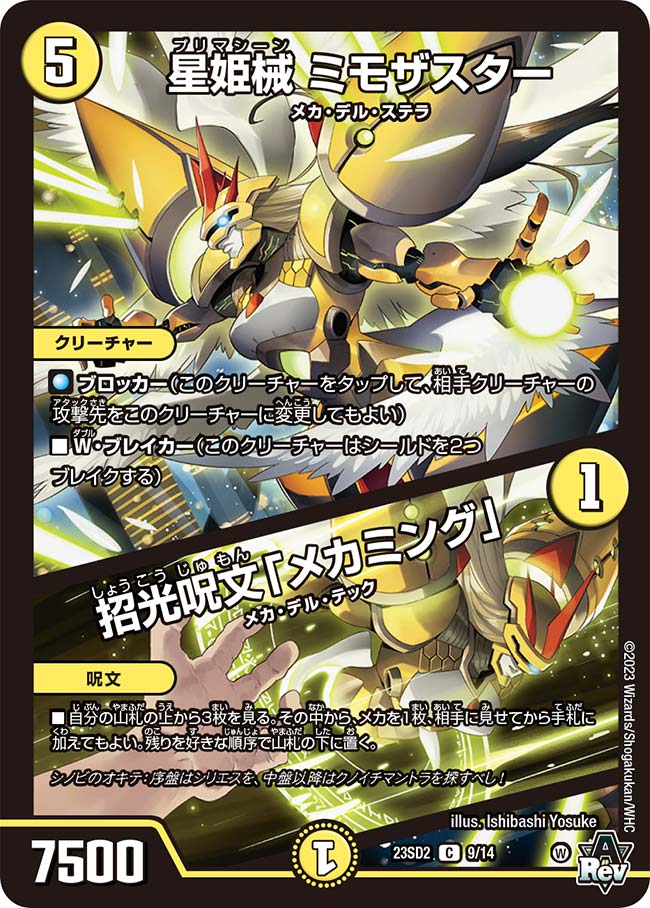 5
プリマシーン
星姫械 ミモザスター
メカ・デル・ステラ
クリーチャー
ブロッカー(このクリーチャーをタップして、相手クリーチャーの
攻撃先をこのクリーチャーに変更してもよい)
■W・ブレイカー(このクリーチャーはシールドを2つ
ブレイクする)
1
しょうこうじゅもん
招光呪文「メカミング」
メカ・デル・テック
呪文
■自分の山札の上から3枚を見る。その中から、メカを1枚、相手に見せてから手札に
加えてもよい。残りを好きな順序で山札の下に置く。
シノビのオキテ:序盤はシリエスを、中盤以降はクノイチマントラを探すべし!
©2023 Wizards/Shogakukan/WHC
illus. Ishibashi Yosuke
7500
1
23SD2 C 9/14
W
A Rev